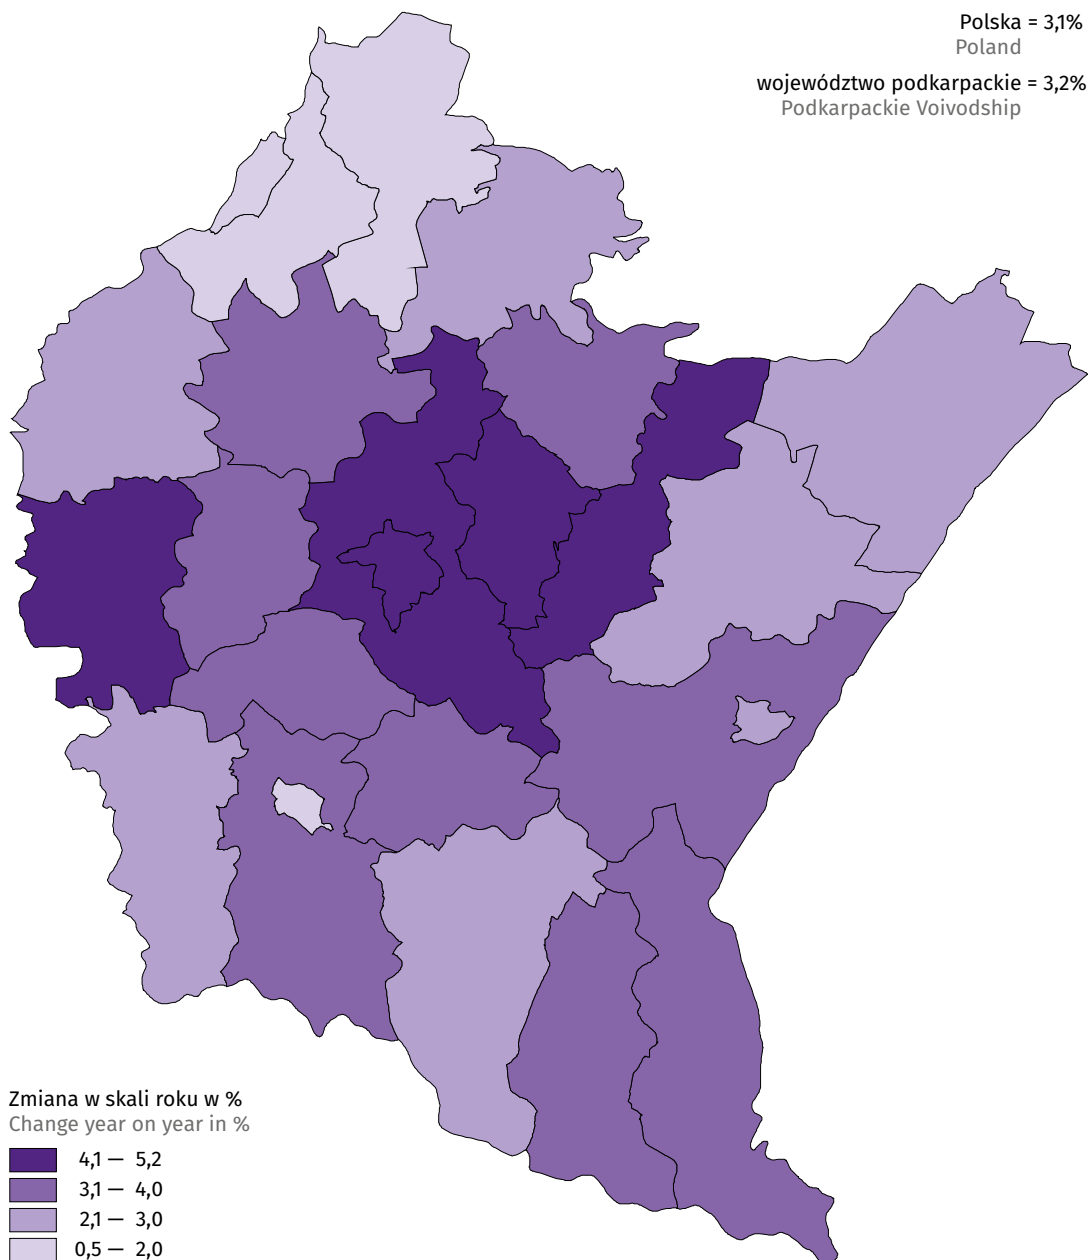 Polska = 3,1%
Poland
województwo podkarpackie = 3,2%
Podkarpackie Voivodship
Zmiana w skali roku w %
Change year on year in %
4,1 — 5,2
3,1 — 4,0
2,1 — 3,0
0,5 — 2,0